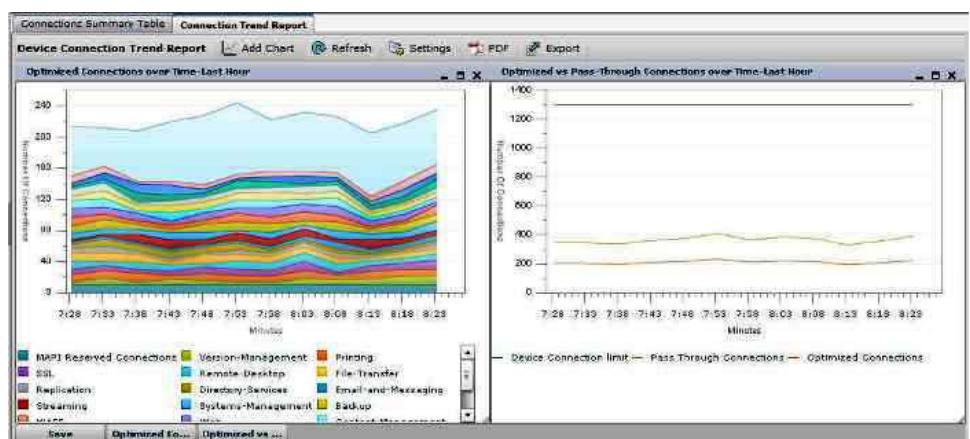 Connections Summary Table Connection Trend Report
Device Connection Trend Report Add Chart Refresh Settings PDF Export
Optimized Connections over Time-Last Hour
Number Of Connections
240
200
160
120
80
40
0
7:28 7:33 7:38 7:43 7:48 7:53 7:58 8:03 8:08 8:13 8:18 8:23
Minutes
MAPI Reserved Connections Version-Management Printing
SSL Remote-Desktop File-Transfer
Replication Directory-Services Email-and-Messaging
Streaming Systems-Management Backup
Web Content-Management
Optimized vs Pass-Through Connections over Time-Last Hour
Number Of Connections
1400
1200
1000
800
600
400
200
0
7:28 7:33 7:38 7:43 7:48 7:53 7:58 8:03 8:08 8:13 8:18 8:23
Minutes
Device Connection limit Pass Through Connections Optimized Connections
Save Optimized Co... Optimized vs ...